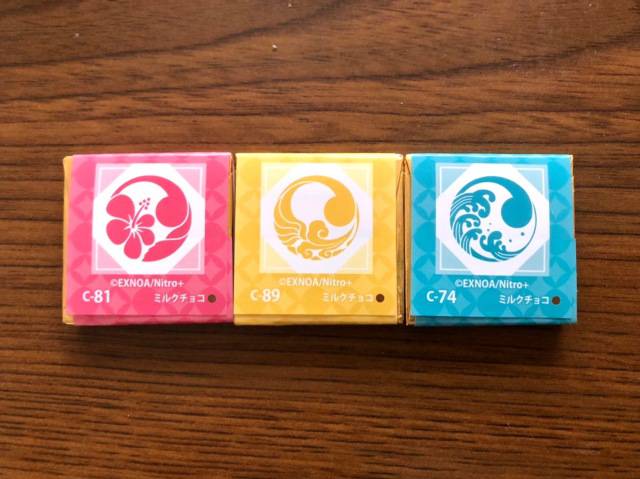 ©EXNOA/Nitro+
C-81 ミルクチョコ
©EXNOA/Nitro+
C-89 ミルクチョコ
©EXNOA/Nitro+
C-74 ミルクチョコ